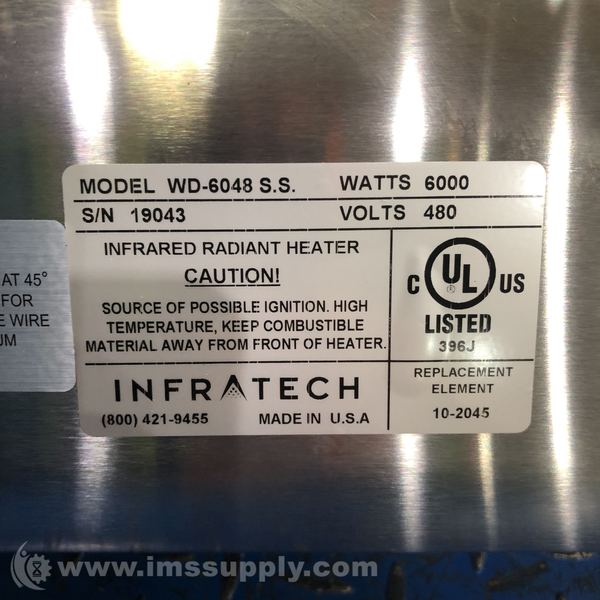 MODEL WD-6048 S.S. WATTS 6000
S/N 19043 VOLTS 480
INFRARED RADIANT HEATER
CAUTION!
SOURCE OF POSSIBLE IGNITION. HIGH
TEMPERATURE, KEEP COMBUSTIBLE
MATERIAL AWAY FROM FRONT OF HEATER.
C UL US
LISTED
396J
INFRATECH
(800) 421-9455 MADE IN U.S.A
REPLACEMENT
ELEMENT
10-2045
AT 45°
FOR
WIRE
www.imssupply.com